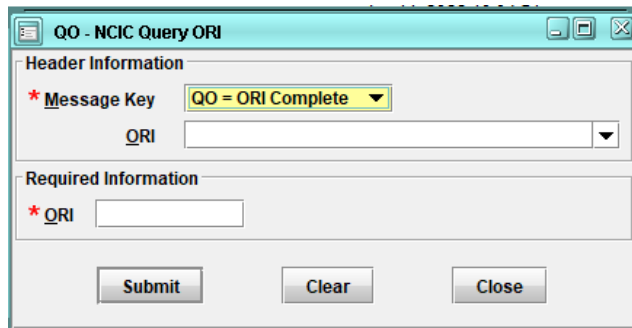 QO - NCIC Query ORI
Header Information
* Message Key QO = ORI Complete
ORI
Required Information
* ORI
Submit Clear Close